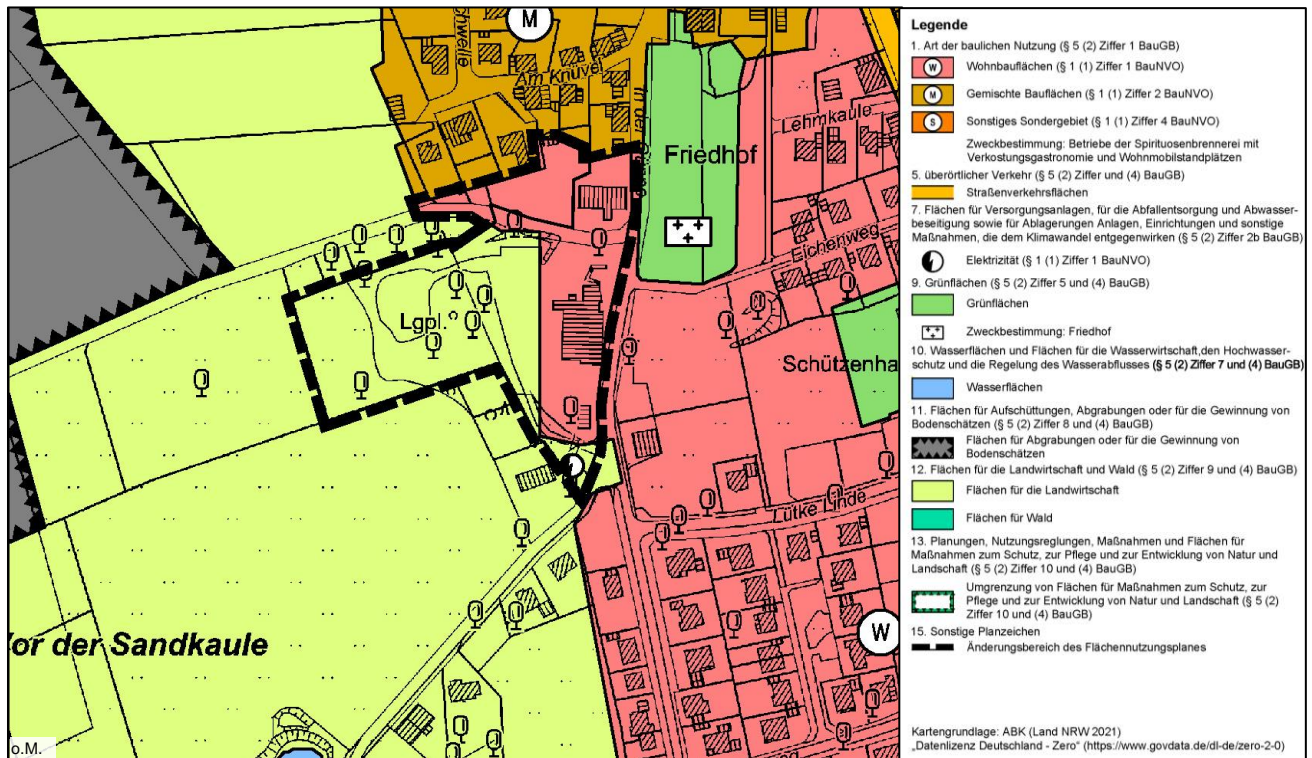 M
chwelle
Am Knüvel
Friedhof
Lehmkaule
Eichenweg
Lgpl.
Schützenha
Lütke Linde
W
or der Sandkaule
o.M.
Legende
1. Art der baulichen Nutzung (§ 5 (2) Ziffer 1 BauGB)
W Wohnbauflächen (§ 1 (1) Ziffer 1 BauNVO)
M Gemischte Bauflächen (§ 1 (1) Ziffer 2 BauNVO)
S Sonstiges Sondergebiet (§ 1 (1) Ziffer 4 BauNVO)
Zweckbestimmung: Betriebe der Spirituosenbrennerei mit
Verkostungsgastronomie und Wohnmobilstandplätzen
5. überörtlicher Verkehr (§ 5 (2) Ziffer und (4) BauGB)
Straßenverkehrsflächen
7. Flächen für Versorgungsanlagen, für die Abfallentsorgung und Abwasser-
beseitigung sowie für Ablagerungen Anlagen, Einrichtungen und sonstige
Maßnahmen, die dem Klimawandel entgegenwirken (§ 5 (2) Ziffer 2b BauGB)
Elektrizität (§ 1 (1) Ziffer 1 BauNVO)
9. Grünflächen (§ 5 (2) Ziffer 5 und (4) BauGB)
Grünflächen
Zweckbestimmung: Friedhof
10. Wasserflächen und Flächen für die Wasserwirtschaft,den Hochwasser-
schutz und die Regelung des Wasserabflusses (§ 5 (2) Ziffer 7 und (4) BauGB)
Wasserflächen
11. Flächen für Aufschüttungen, Abgrabungen oder für die Gewinnung von
Bodenschätzen (§ 5 (2) Ziffer 8 und (4) BauGB)
Flächen für Abgrabungen oder für die Gewinnung von
Bodenschätzen
12. Flächen für die Landwirtschaft und Wald (§ 5 (2) Ziffer 9 und (4) BauGB)
Flächen für die Landwirtschaft
Flächen für Wald
13. Planungen, Nutzungsreglungen, Maßnahmen und Flächen für
Maßnahmen zum Schutz, zur Pflege und zur Entwicklung von Natur und
Landschaft (§ 5 (2) Ziffer 10 und (4) BauGB)
Umgrenzung von Flächen für Maßnahmen zum Schutz, zur
Pflege und zur Entwicklung von Natur und Landschaft (§ 5 (2)
Ziffer 10 und (4) BauGB)
15. Sonstige Planzeichen
Änderungsbereich des Flächennutzungsplanes
Kartengrundlage: ABK (Land NRW 2021)
„Datenlizenz Deutschland - Zero“ (https://www.govdata.de/dl-de/zero-2-0)